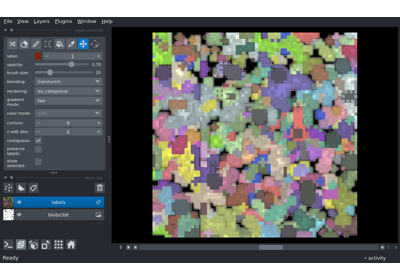 File View Layers Plugins Window Help
label: 1
opacity: 0.70
brush size: 10
blending: translucent
rendering: iso_categorical
gradient mode: fast
color mode:
contour: 0
n edit dim: 2
contiguous:
preserve labels:
show selected:
labels
blobs3dt
Ready
activity